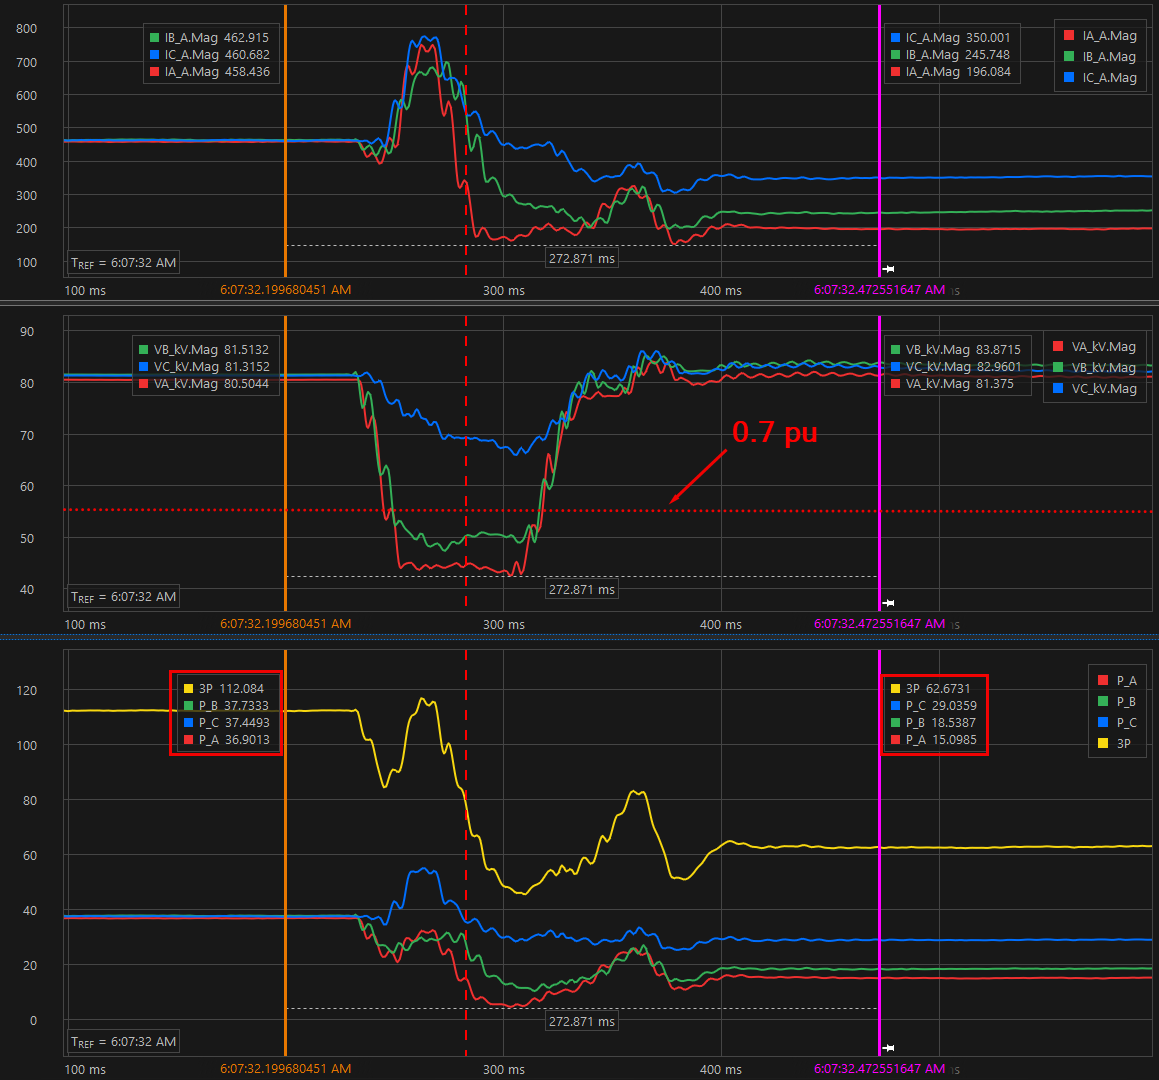 800
700
600
500
400
300
200
100
IB_A.Mag 462.915
IC_A.Mag 460.682
IA_A.Mag 458.436
IC_A.Mag 350.001
IB_A.Mag 245.748
IA_A.Mag 196.084
IA_A.Mag
IB_A.Mag
IC_A.Mag
272.871 ms
TREF = 6:07:32 AM
100 ms 6:07:32.199680451 AM 300 ms 400 ms 6:07:32.472551647 AM
90
80
70
60
50
40
VB_kV.Mag 81.5132
VC_kV.Mag 81.3152
VA_kV.Mag 80.5044
VB_kV.Mag 83.8715
VC_kV.Mag 82.9601
VA_kV.Mag 81.375
VA_kV.Mag
VB_kV.Mag
VC_kV.Mag
0.7 pu
272.871 ms
TREF = 6:07:32 AM
100 ms 6:07:32.199680451 AM 300 ms 400 ms 6:07:32.472551647 AM
120
100
80
60
40
20
0
3P 112.084
P_B 37.7333
P_C 37.4493
P_A 36.9013
3P 62.6731
P_C 29.0359
P_B 18.5387
P_A 15.0985
P_A
P_B
P_C
3P
272.871 ms
TREF = 6:07:32 AM
100 ms 6:07:32.199680451 AM 300 ms 400 ms 6:07:32.472551647 AM